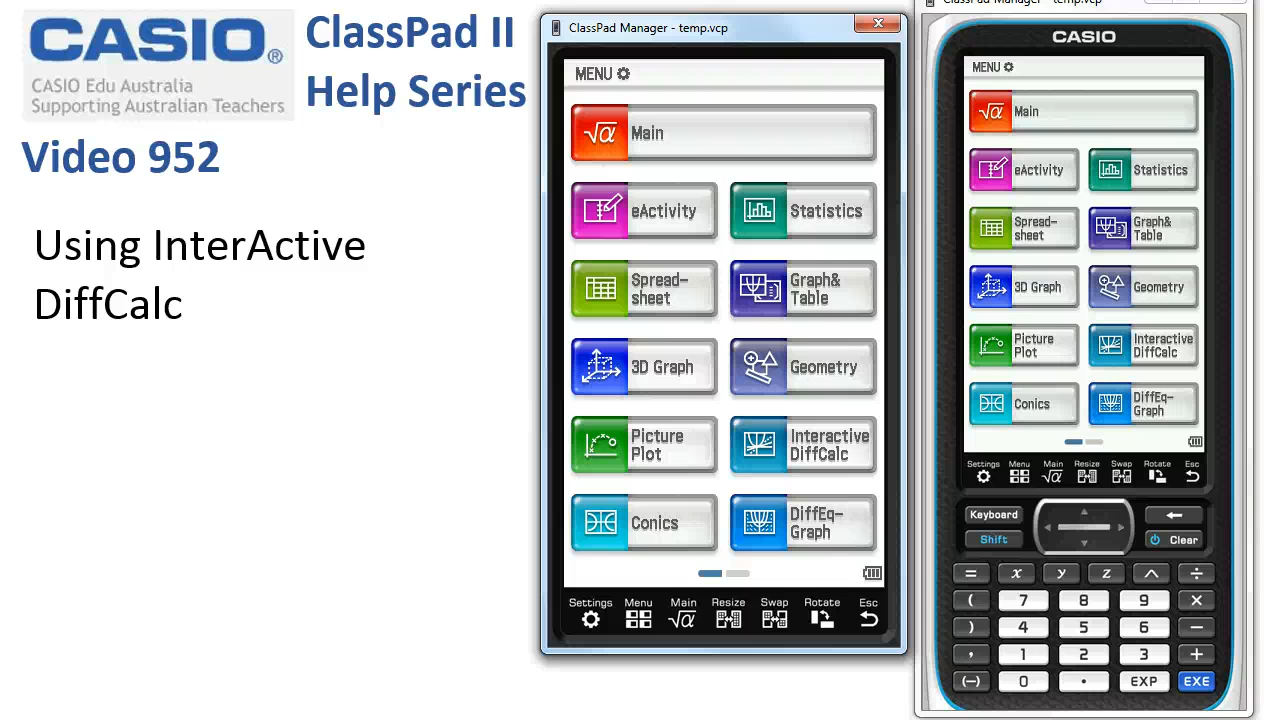 CASIO®
CASIO Edu Australia
Supporting Australian Teachers
ClassPad II
Help Series
Video 952
Using InterActive
DiffCalc
ClassPad Manager - temp.vcp
MENU
√α Main
eActivity
Statistics
Spread-
sheet
Graph&
Table
3D Graph
Geometry
Picture
Plot
Interactive
DiffCalc
Conics
DiffEq-
Graph
Settings Menu Main Resize Swap Rotate Esc
√α
ClassPad Manager - temp.vcp
CASIO
MENU
√α Main
eActivity
Statistics
Spread-
sheet
Graph&
Table
3D Graph
Geometry
Picture
Plot
Interactive
DiffCalc
Conics
DiffEq-
Graph
Settings Menu Main Resize Swap Rotate Esc
√α
Keyboard
Shift
Clear
= x y z ^ ÷
( 7 8 9 ×
) 4 5 6 −
, 1 2 3 +
(−) 0 • EXP EXE